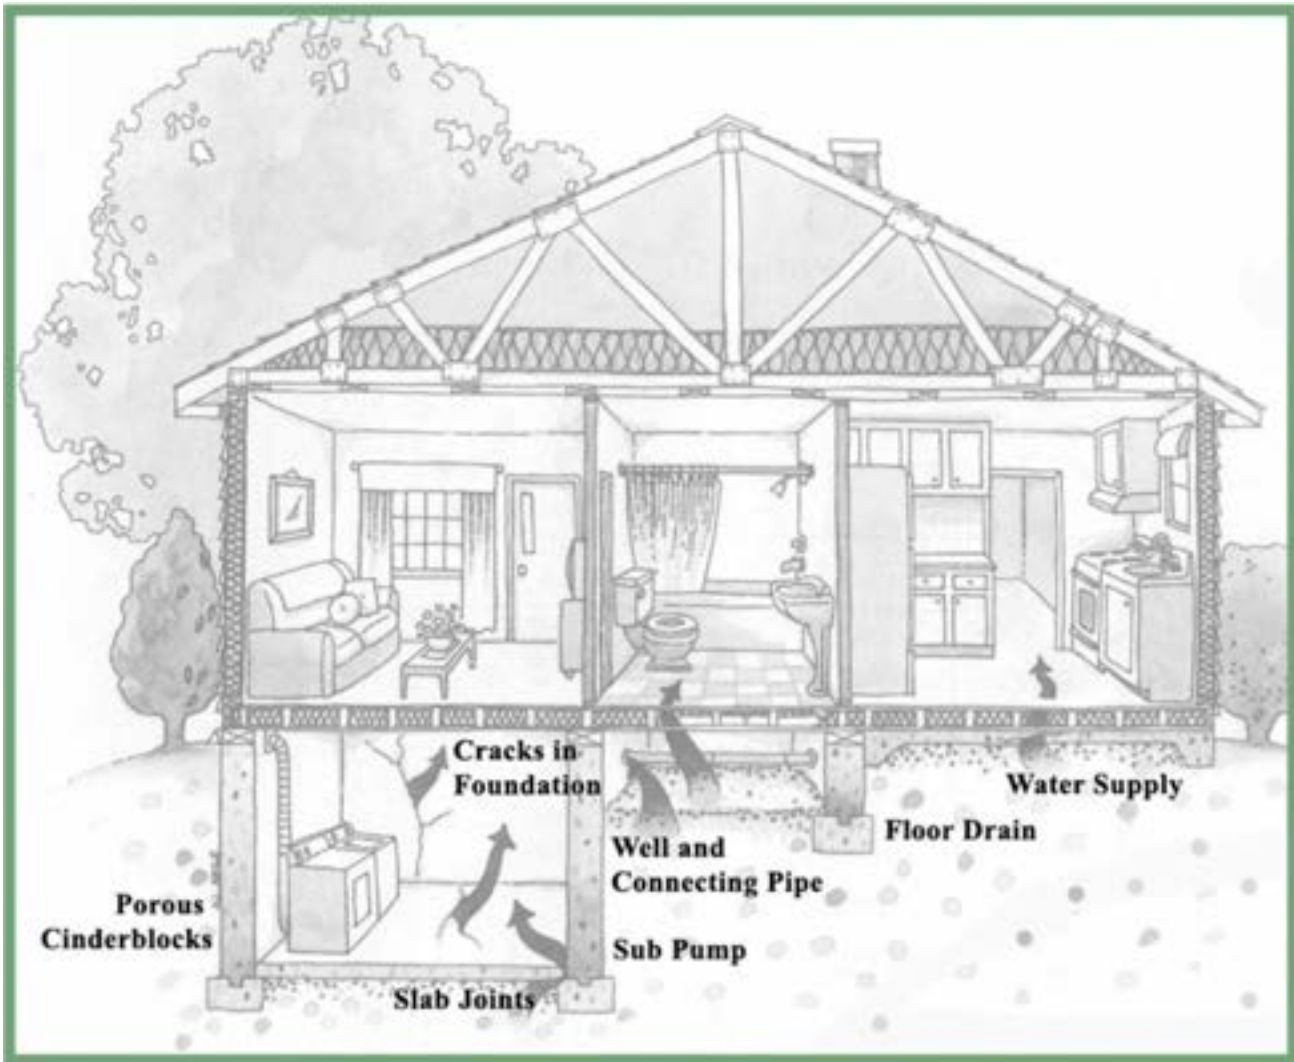 Cracks in
Foundation
Water Supply
Floor Drain
Well and
Connecting Pipe
Porous
Cinderblocks
Sub Pump
Slab Joints